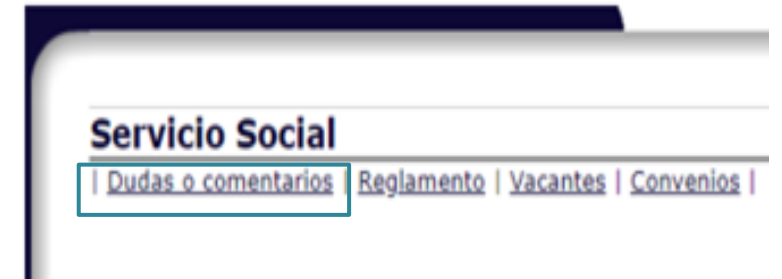 Servicio Social
| Dudas o comentarios | Reglamento | Vacantes | Convenios |